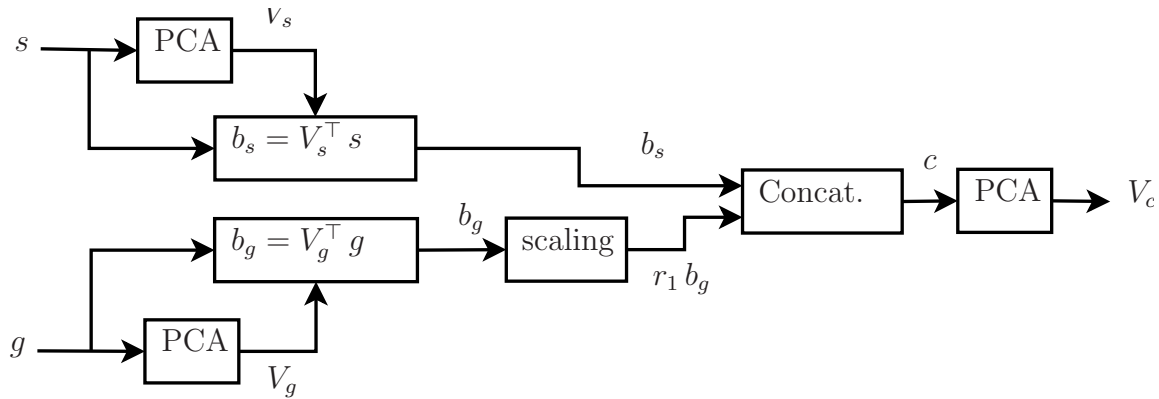 s
PCA
V_s
b_s = V_s^⊤ s
b_s
Concat.
c
PCA
V_c
b_g = V_g^⊤ g
b_g
scaling
r_1 b_g
g
PCA
V_g